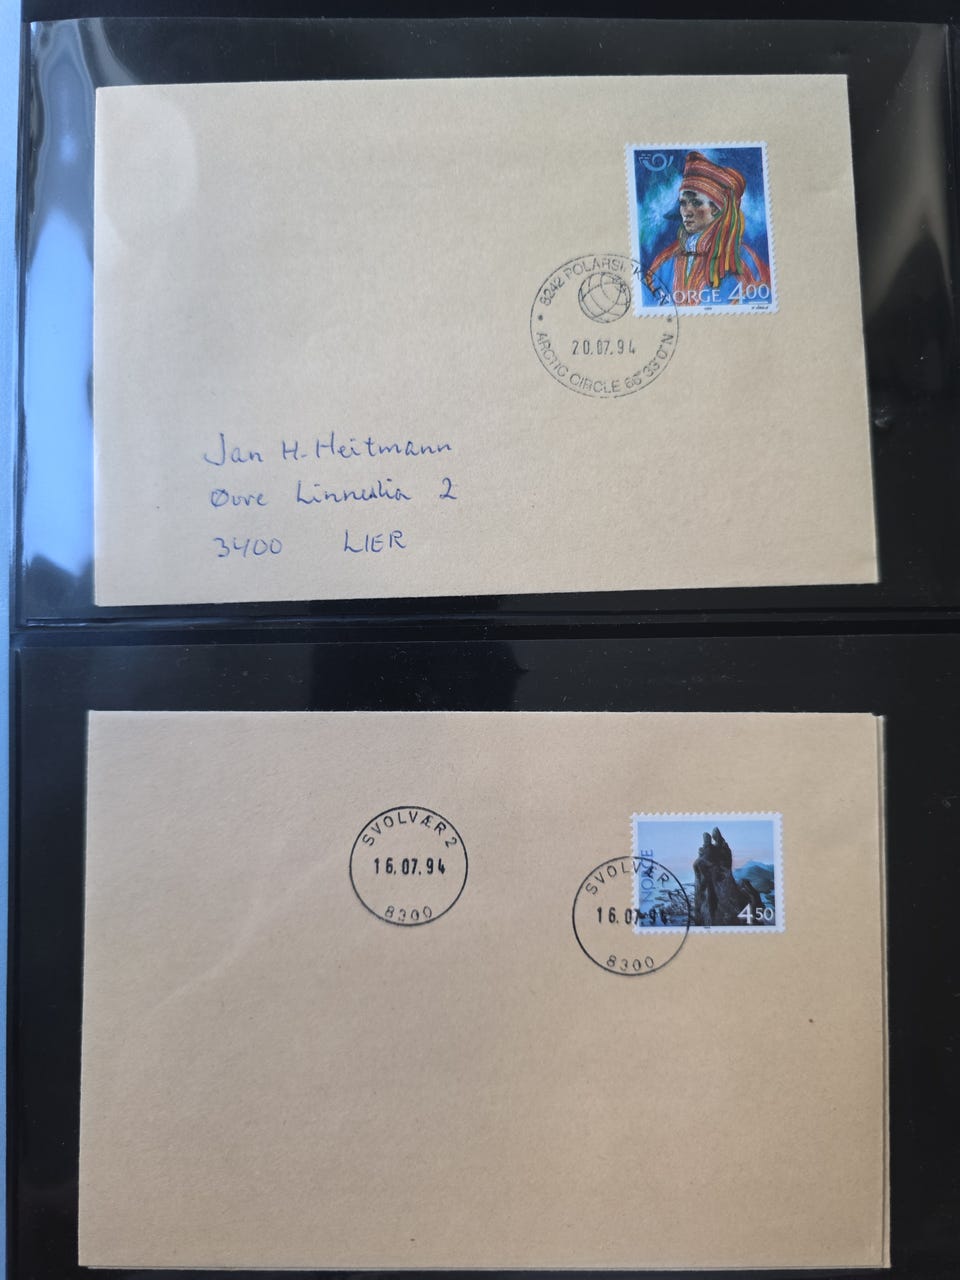 NORGE 4.00
8242 POLARSIRKELEN
20.07.94
ARCTIC CIRCLE 66°33'0" N
Jan H. Heitmann
Øvre Linneslia 2
3400 LIER
SVOLVÆR 2
16.07.94
8300
NORGE
4.50
SVOLVÆR
16.07.94
8300